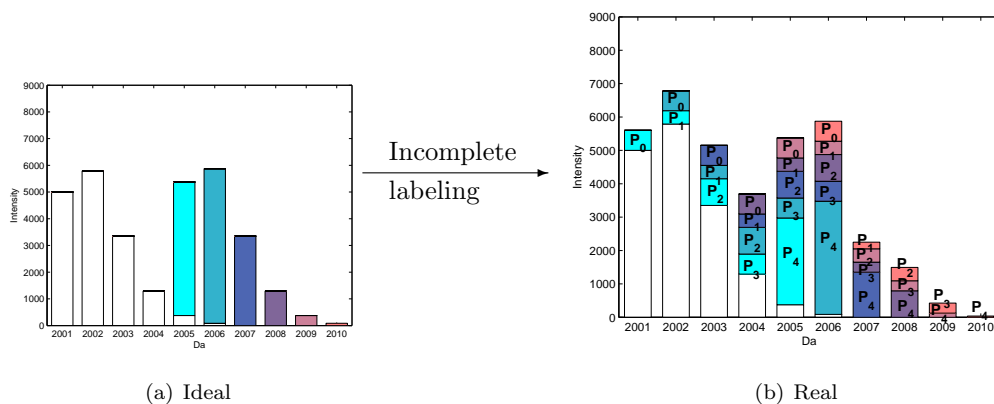 9000
8000
7000
6000
5000
4000
3000
2000
1000
0
Intensity
2001 2002 2003 2004 2005 2006 2007 2008 2009 2010
Da
(a) Ideal
Incomplete
labeling
9000
8000
7000
6000
5000
4000
3000
2000
1000
0
Intensity
P0
P0
P1
P0
P1
P2
P0
P1
P2
P3
P0
P1
P2
P3
P4
P0
P1
P2
P3
P4
P1
P2
P3
P4
P2
P3
P4
P3
P4
P4
2001 2002 2003 2004 2005 2006 2007 2008 2009 2010
Da
(b) Real